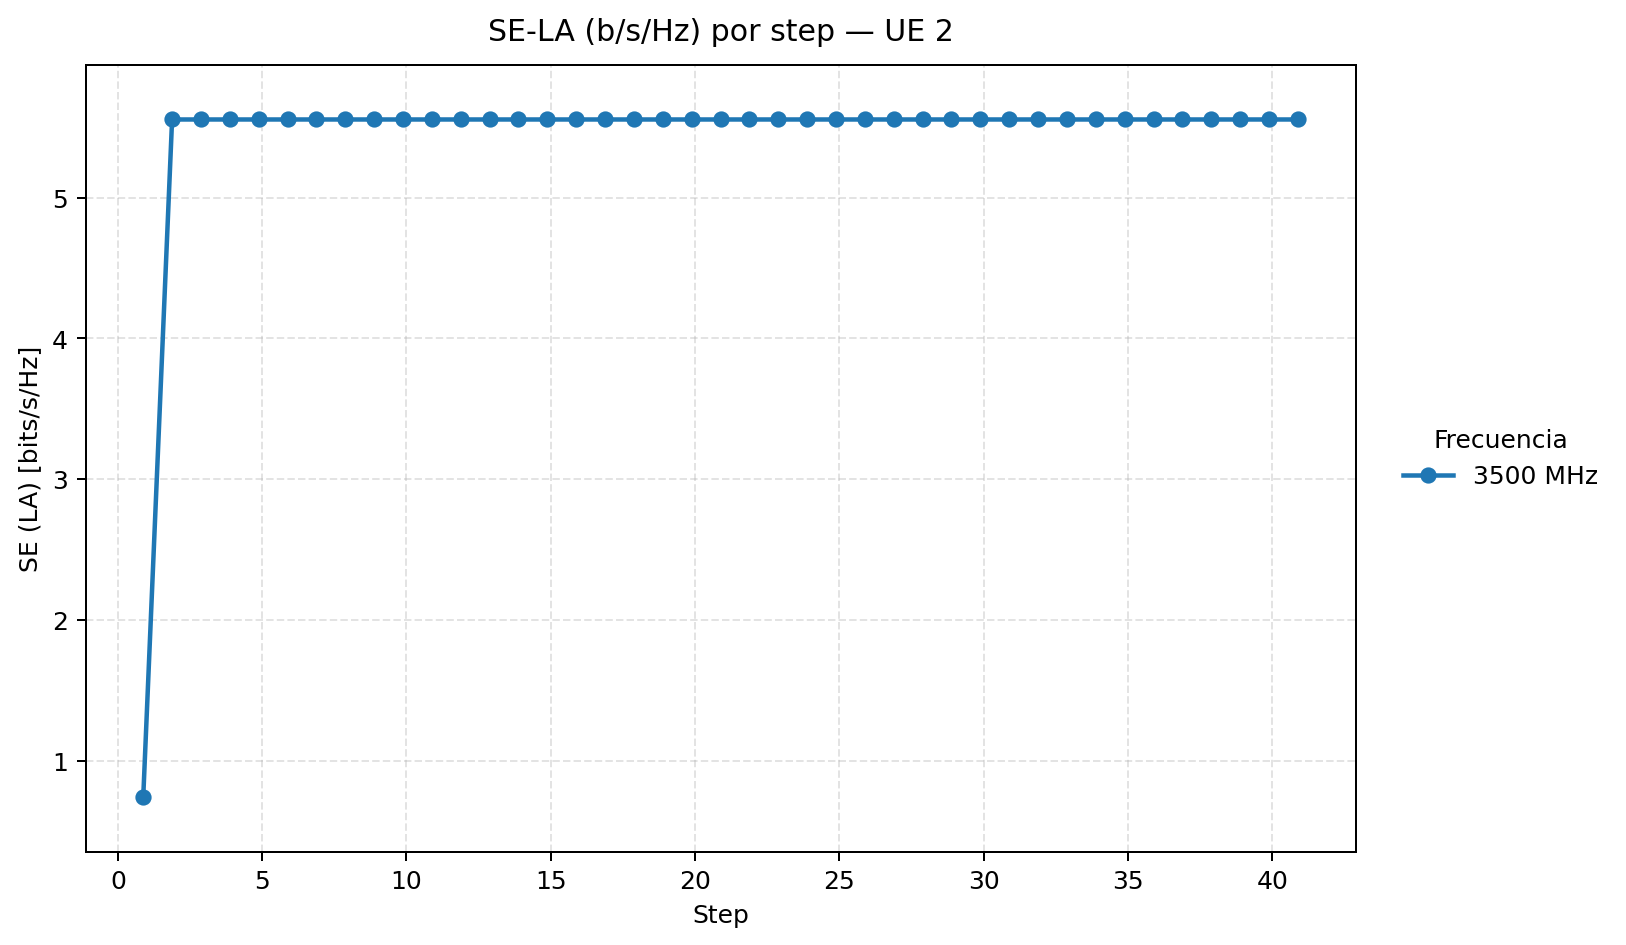 SE-LA (b/s/Hz) por step — UE 2
SE (LA) [bits/s/Hz]
5
4
3
2
1
0 5 10 15 20 25 30 35 40
Step
Frecuencia
3500 MHz